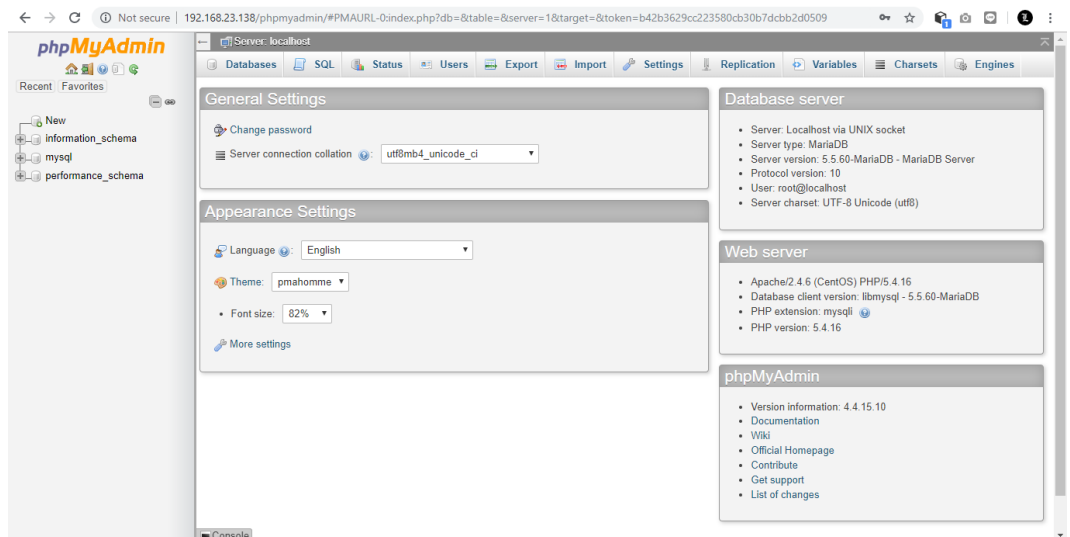 Not secure | 192.168.23.138/phpmyadmin/#PMAURL-0:index.php?db=&table=&server=1&target=&token=b42b3629cc223580cb30b7dcbb2d0509
phpMyAdmin
Recent Favorites
New
information_schema
mysql
performance_schema
Server: localhost
Databases SQL Status Users Export Import Settings Replication Variables Charsets Engines
General Settings
Change password
Server connection collation : utf8mb4_unicode_ci
Appearance Settings
Language : English
Theme: pmahomme
• Font size: 82%
More settings
Database server
• Server: Localhost via UNIX socket
• Server type: MariaDB
• Server version: 5.5.60-MariaDB - MariaDB Server
• Protocol version: 10
• User: root@localhost
• Server charset: UTF-8 Unicode (utf8)
Web server
• Apache/2.4.6 (CentOS) PHP/5.4.16
• Database client version: libmysql - 5.5.60-MariaDB
• PHP extension: mysqli
• PHP version: 5.4.16
phpMyAdmin
• Version information: 4.4.15.10
• Documentation
• Wiki
• Official Homepage
• Contribute
• Get support
• List of changes
Console